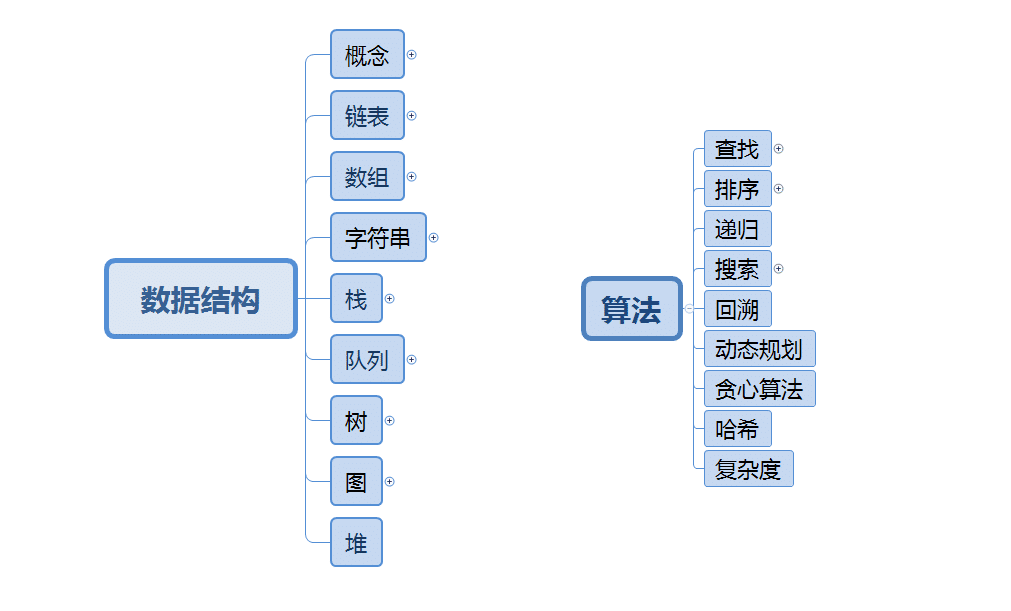 数据结构
概念
链表
数组
字符串
栈
队列
树
图
堆
算法
查找
排序
递归
搜索
回溯
动态规划
贪心算法
哈希
复杂度